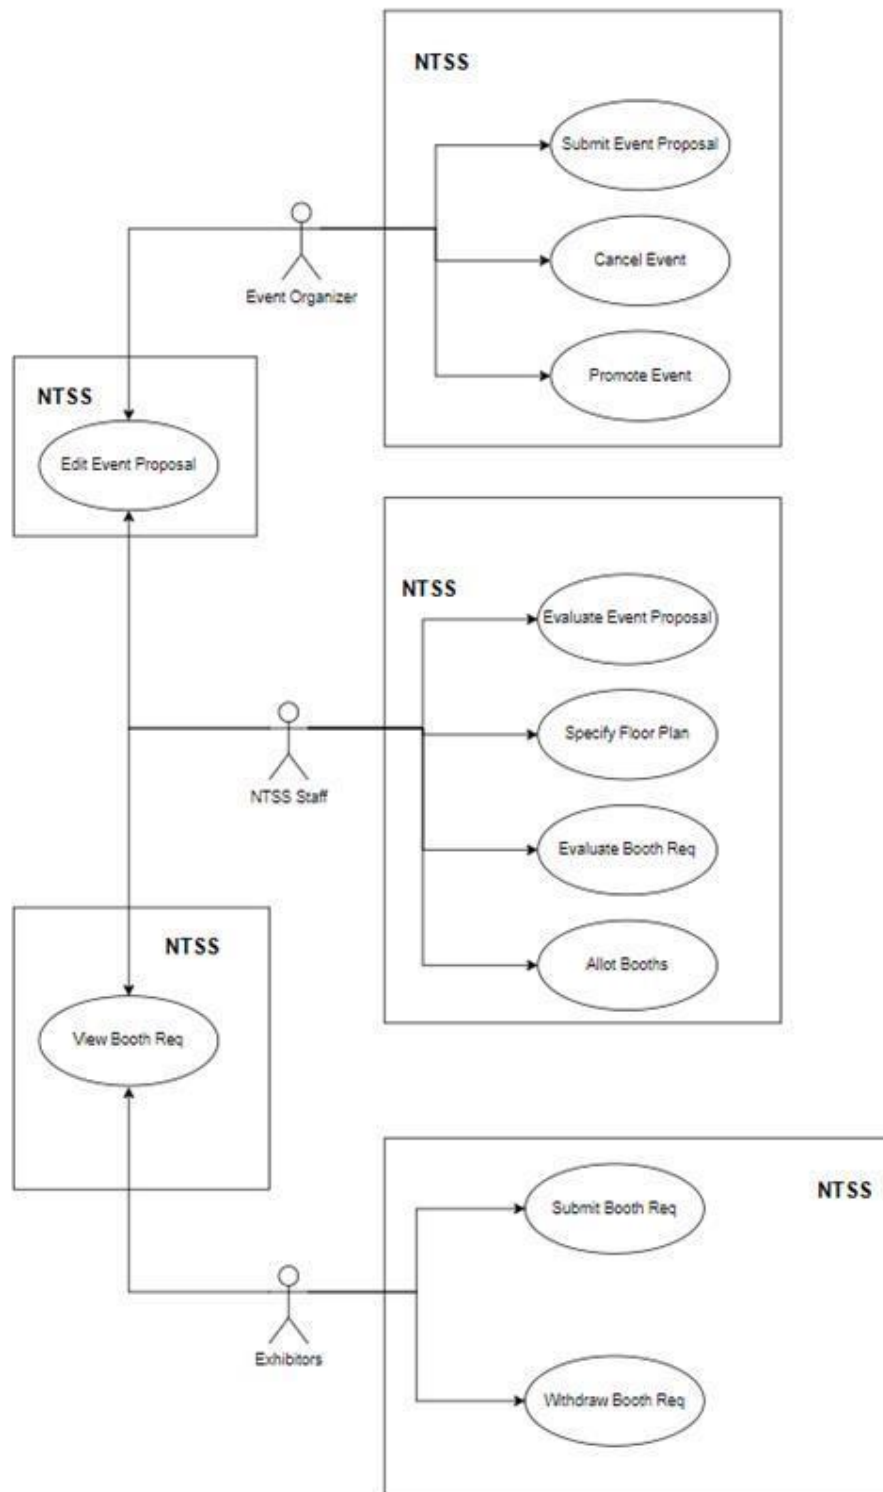 NTSS
Submit Event Proposal
Cancel Event
Event Organizer
Promote Event
NTSS
Edit Event Proposal
NTSS
Evaluate Event Proposal
Specify Floor Plan
NTSS Staff
Evaluate Booth Req
NTSS
Allot Booths
View Booth Req
NTSS
Submit Booth Req
Exhibitors
Withdraw Booth Req